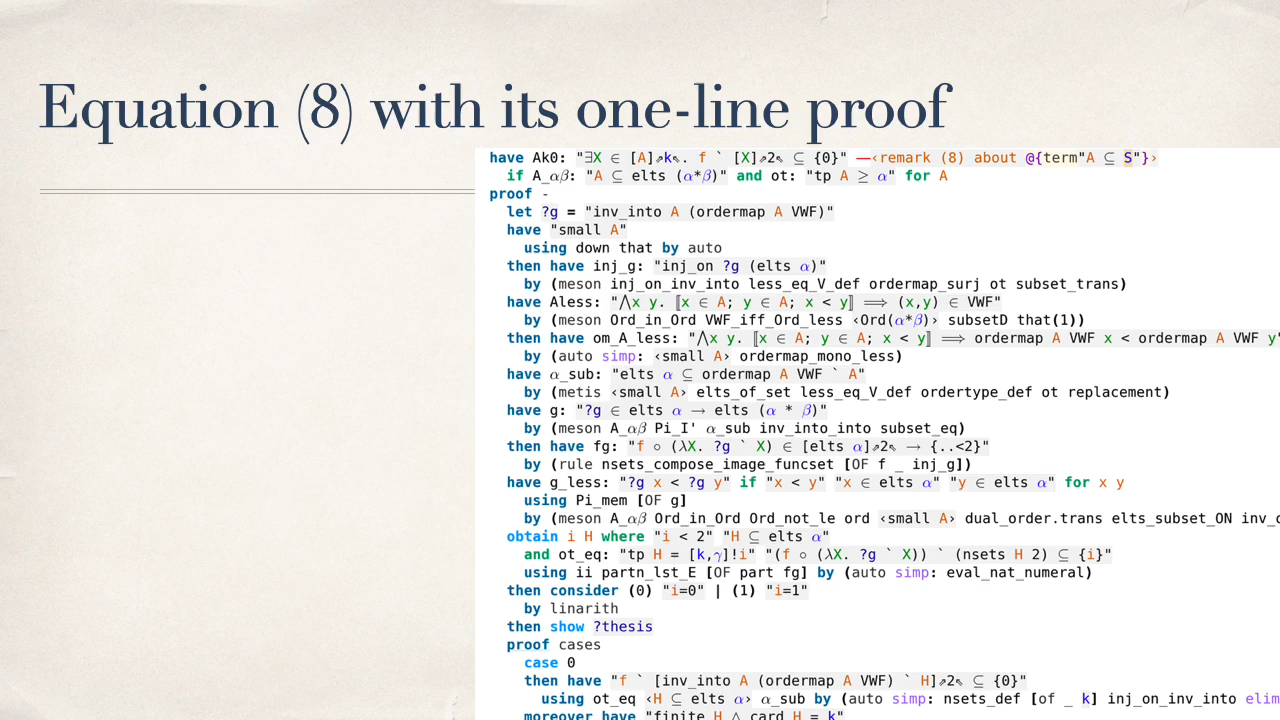 Equation (8) with its one-line proof
have Ak0: "∃X ∈ [A]⇗k⇖. f ` [X]⇗2⇖ ⊆ {0}" —‹remark (8) about @{term"A ⊆ S"}›
if A_αβ: "A ⊆ elts (α*β)" and ot: "tp A ≥ α" for A
proof -
let ?g = "inv_into A (ordermap A VWF)"
have "small A"
using down that by auto
then have inj_g: "inj_on ?g (elts α)"
by (meson inj_on_inv_into less_eq_V_def ordermap_surj ot subset_trans)
have Aless: "⋀x y. ⟦x ∈ A; y ∈ A; x < y⟧ ⟹ (x,y) ∈ VWF"
by (meson Ord_in_Ord VWF_iff_Ord_less ‹Ord(α*β)› subsetD that(1))
then have om_A_less: "⋀x y. ⟦x ∈ A; y ∈ A; x < y⟧ ⟹ ordermap A VWF x < ordermap A VWF y"
by (auto simp: ‹small A› ordermap_mono_less)
have α_sub: "elts α ⊆ ordermap A VWF ` A"
by (metis ‹small A› elts_of_set less_eq_V_def ordertype_def ot replacement)
have g: "?g ∈ elts α → elts (α * β)"
by (meson A_αβ Pi_I' α_sub inv_into_into subset_eq)
then have fg: "f ∘ (λX. ?g ` X) ∈ [elts α]⇗2⇖ → {..<2}"
by (rule nsets_compose_image_funcset [OF f _ inj_g])
have g_less: "?g x < ?g y" if "x < y" "x ∈ elts α" "y ∈ elts α" for x y
using Pi_mem [OF g]
by (meson A_αβ Ord_in_Ord Ord_not_le ord ‹small A› dual_order.trans elts_subset_ON inv_o
obtain i H where "i < 2" "H ⊆ elts α"
and ot_eq: "tp H = [k,γ]!i" "(f ∘ (λX. ?g ` X)) ` (nsets H 2) ⊆ {i}"
using ii partn_lst_E [OF part fg] by (auto simp: eval_nat_numeral)
then consider (0) "i=0" | (1) "i=1"
by linarith
then show ?thesis
proof cases
case 0
then have "f ` [inv_into A (ordermap A VWF) ` H]⇗2⇖ ⊆ {0}"
using ot_eq ‹H ⊆ elts α› α_sub by (auto simp: nsets_def [of _ k] inj_on_inv_into elim
moreover have "finite H ∧ card H = k"